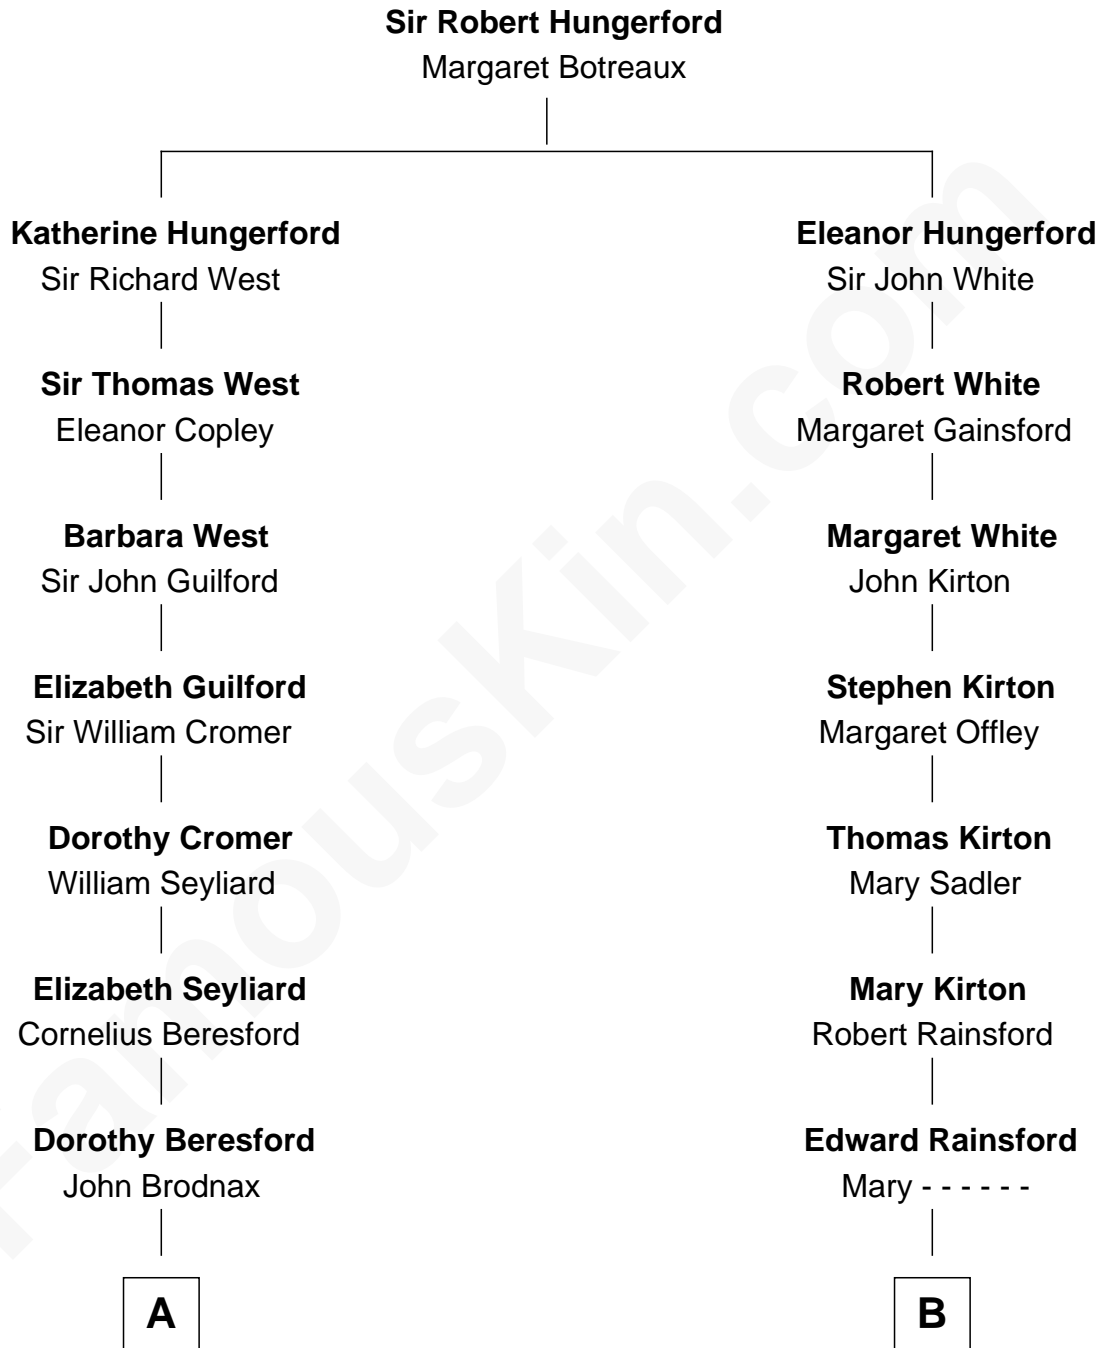 Sir Robert Hungerford
Margaret Botreaux
Katherine Hungerford
Sir Richard West
Sir Thomas West
Eleanor Copley
Barbara West
Sir John Guilford
Elizabeth Guilford
Sir William Cromer
Dorothy Cromer
William Seyliard
Elizabeth Seyliard
Cornelius Beresford
Dorothy Beresford
John Brodnax
A
Eleanor Hungerford
Sir John White
Robert White
Margaret Gainsford
Margaret White
John Kirton
Stephen Kirton
Margaret Offley
Thomas Kirton
Mary Sadler
Mary Kirton
Robert Rainsford
Edward Rainsford
Mary - - - - - -
B
FamousKin.com